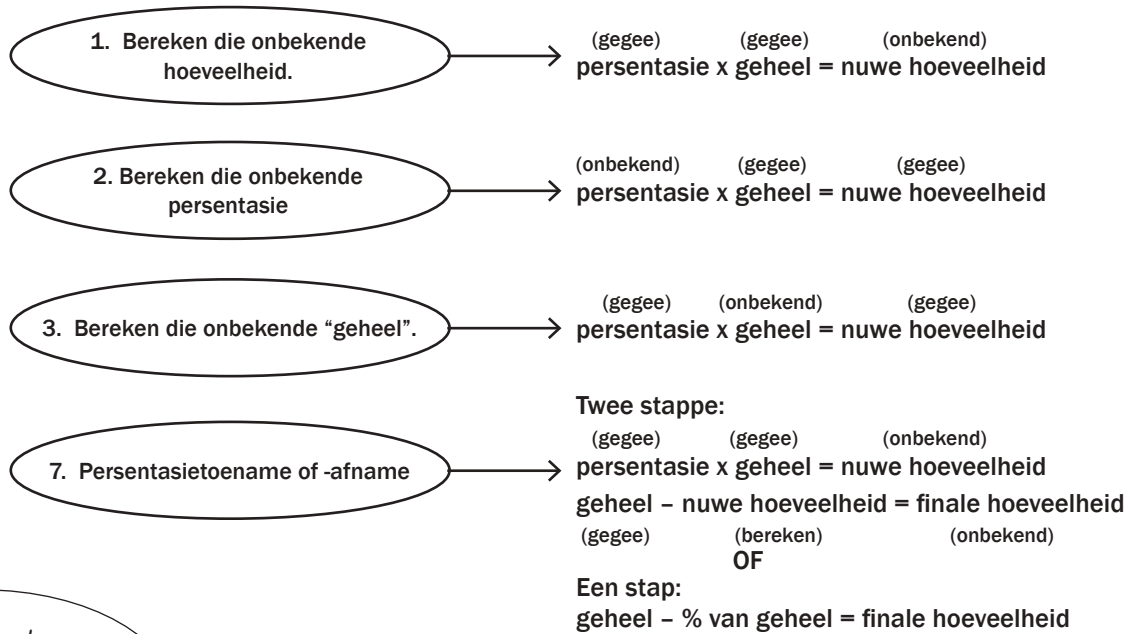 1. Bereken die onbekende
hoeveelheid.
(gegee) (gegee) (onbekend)
persentasie x geheel = nuwe hoeveelheid
2. Bereken die onbekende
persentasie
(onbekend) (gegee) (gegee)
persentasie x geheel = nuwe hoeveelheid
3. Bereken die onbekende “geheel”.
(gegee) (onbekend) (gegee)
persentasie x geheel = nuwe hoeveelheid
7. Persentasietoename of -afname
Twee stappe:
(gegee) (gegee) (onbekend)
persentasie x geheel = nuwe hoeveelheid
geheel – nuwe hoeveelheid = finale hoeveelheid
(gegee) (bereken) (onbekend)
OF
Een stap:
geheel – % van geheel = finale hoeveelheid